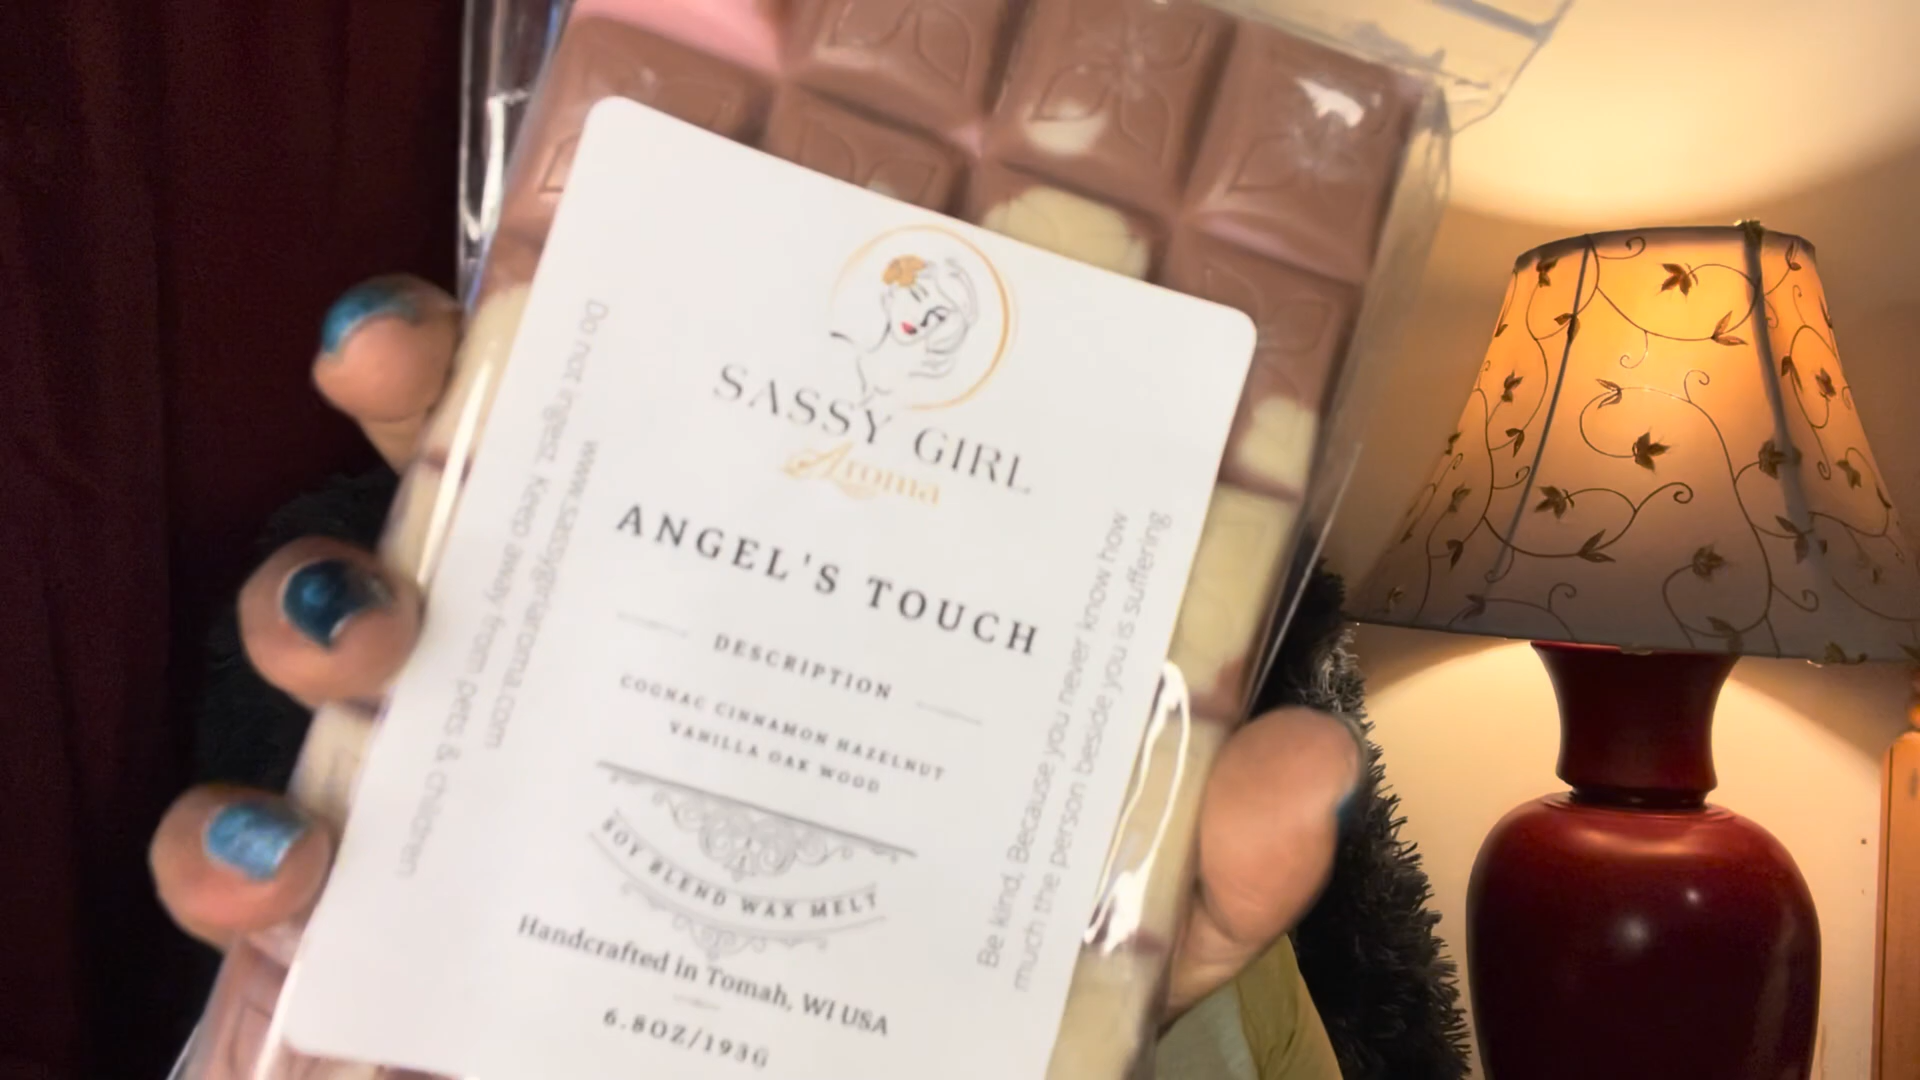 SASSY GIRL
Aroma
ANGEL'S TOUCH
DESCRIPTION
COGNAC CINNAMON HAZELNUT
VANILLA OAK WOOD
SOY BLEND WAX MELT
Handcrafted in Tomah, WI USA
6.8OZ/193G
Do not ingest. Keep away from pets & children
www.sassygirlaroma.com
Be kind. Because you never know how
much the person beside you is suffering